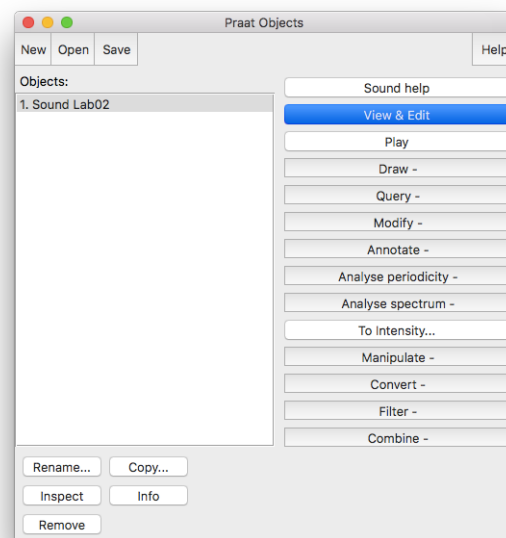 Praat Objects
New Open Save Help
Objects:
1. Sound Lab02
Sound help
View & Edit
Play
Draw -
Query -
Modify -
Annotate -
Analyse periodicity -
Analyse spectrum -
To Intensity...
Manipulate -
Convert -
Filter -
Combine -
Rename... Copy...
Inspect Info
Remove